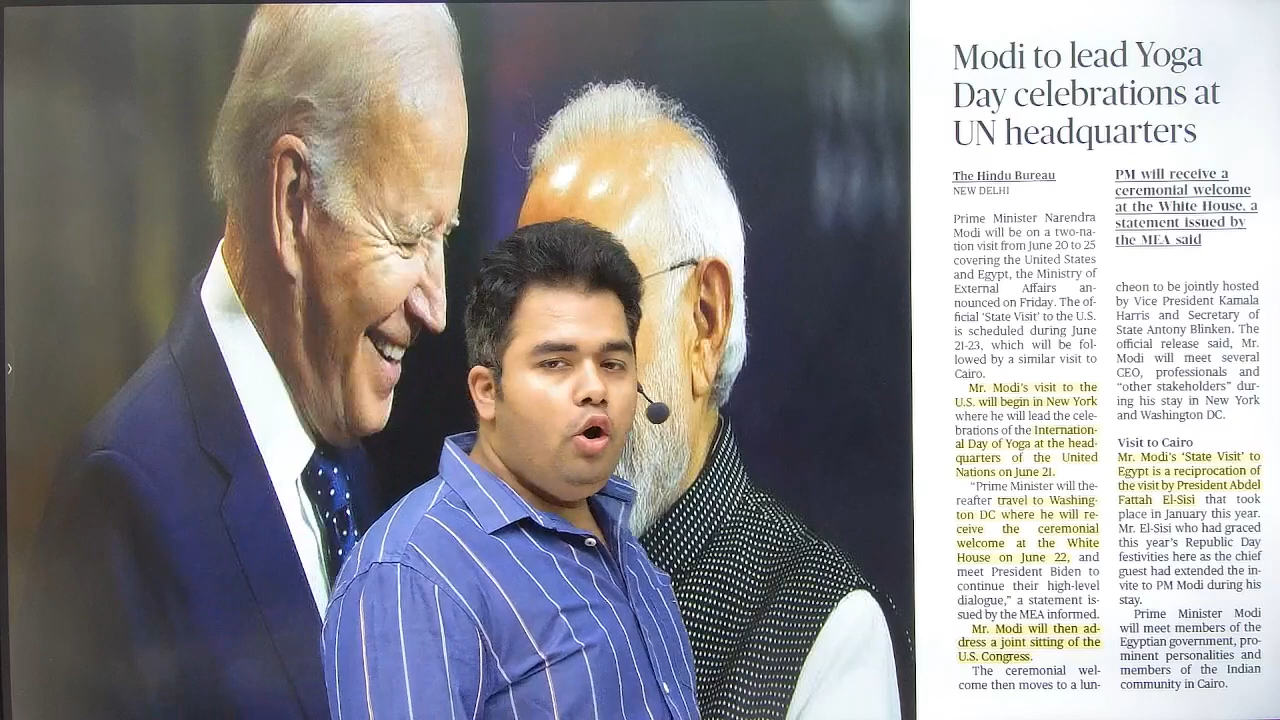 Modi to lead Yoga
Day celebrations at
UN headquarters
The Hindu Bureau
NEW DELHI
Prime Minister Narendra
Modi will be on a two-na-
tion visit from June 20 to 25
covering the United States
and Egypt, the Ministry of
External Affairs an-
nounced on Friday. The of-
ficial ‘State Visit’ to the U.S.
is scheduled during June
21-23, which will be fol-
lowed by a similar visit to
Cairo.
Mr. Modi’s visit to the
U.S. will begin in New York
where he will lead the cele-
brations of the Internation-
al Day of Yoga at the head-
quarters of the United
Nations on June 21.
“Prime Minister will the-
reafter travel to Washing-
ton DC where he will re-
ceive the ceremonial
welcome at the White
House on June 22, and
meet President Biden to
continue their high-level
dialogue,” a statement is-
sued by the MEA informed.
Mr. Modi will then ad-
dress a joint sitting of the
U.S. Congress.
The ceremonial wel-
come then moves to a lun-
PM will receive a
ceremonial welcome
at the White House, a
statement issued by
the MEA said
cheon to be jointly hosted
by Vice President Kamala
Harris and Secretary of
State Antony Blinken. The
official release said, Mr.
Modi will meet several
CEO, professionals and
“other stakeholders” dur-
ing his stay in New York
and Washington DC.
Visit to Cairo
Mr. Modi’s ‘State Visit’ to
Egypt is a reciprocation of
the visit by President Abdel
Fattah El-Sisi that took
place in January this year.
Mr. El-Sisi who had graced
this year’s Republic Day
festivities here as the chief
guest had extended the in-
vite to PM Modi during his
stay.
Prime Minister Modi
will meet members of the
Egyptian government, pro-
minent personalities and
members of the Indian
community in Cairo.